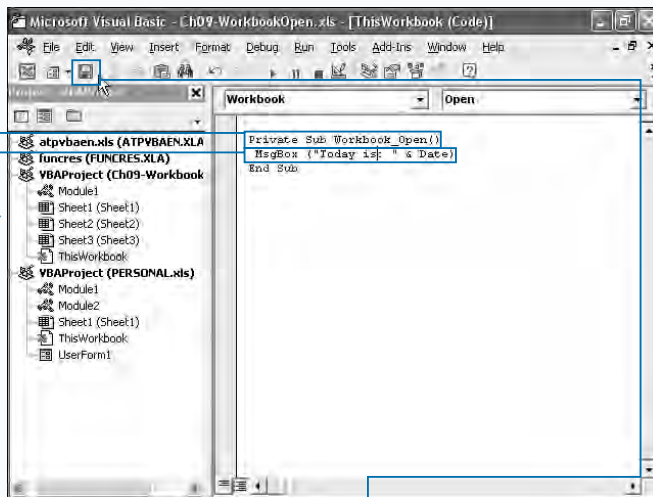 Microsoft Visual Basic - Ch09-WorkbookOpen.xls - [ThisWorkbook (Code)]
File Edit View Insert Format Debug Run Tools Add-Ins Window Help
Workbook
Open
atpvbaen.xls (ATPVBAEN.XLA
funcres (FUNCRES.XLA)
VBAProject (Ch09-Workbook
Module1
Sheet1 (Sheet1)
Sheet2 (Sheet2)
Sheet3 (Sheet3)
ThisWorkbook
VBAProject (PERSONAL.xls)
Module1
Module2
Sheet1 (Sheet1)
ThisWorkbook
UserForm1
Private Sub Workbook_Open()
MsgBox ("Today is: " & Date)
End Sub